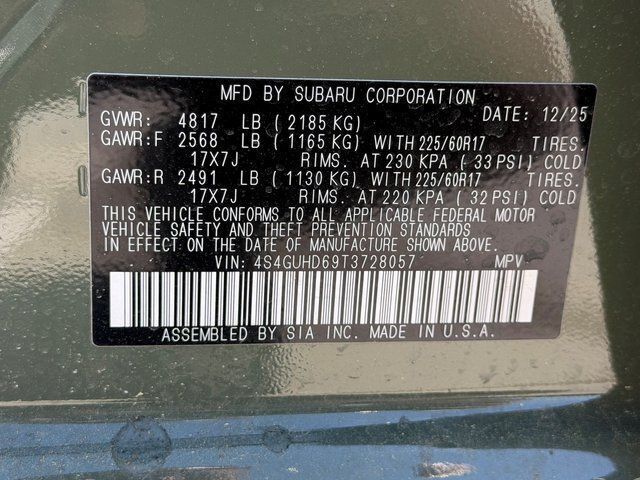 MFD BY SUBARU CORPORATION
DATE: 12/25
GVWR: 4817 LB (2185 KG)
GAWR:F 2568 LB (1165 KG) WITH 225/60R17 TIRES.
17X7J RIMS. AT 230 KPA (33 PSI) COLD
GAWR:R 2491 LB (1130 KG) WITH 225/60R17 TIRES.
17X7J RIMS. AT 220 KPA (32 PSI) COLD
THIS VEHICLE CONFORMS TO ALL APPLICABLE FEDERAL MOTOR
VEHICLE SAFETY AND THEFT PREVENTION STANDARDS
IN EFFECT ON THE DATE OF MANUFACTURE SHOWN ABOVE.
VIN: 4S4GUHD69T3728057 MPV
ASSEMBLED BY SIA INC. MADE IN U.S.A.